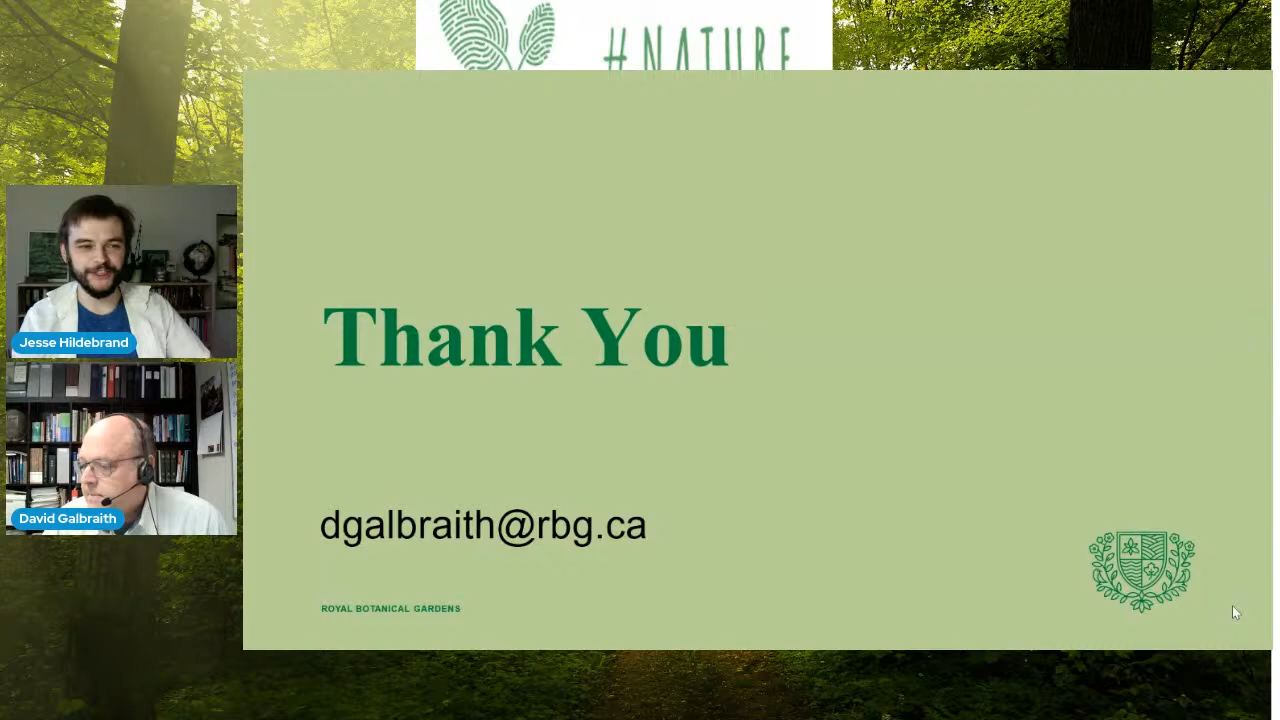 #NATURE
Jesse Hildebrand
David Galbraith
Thank You
dgalbraith@rbg.ca
ROYAL BOTANICAL GARDENS